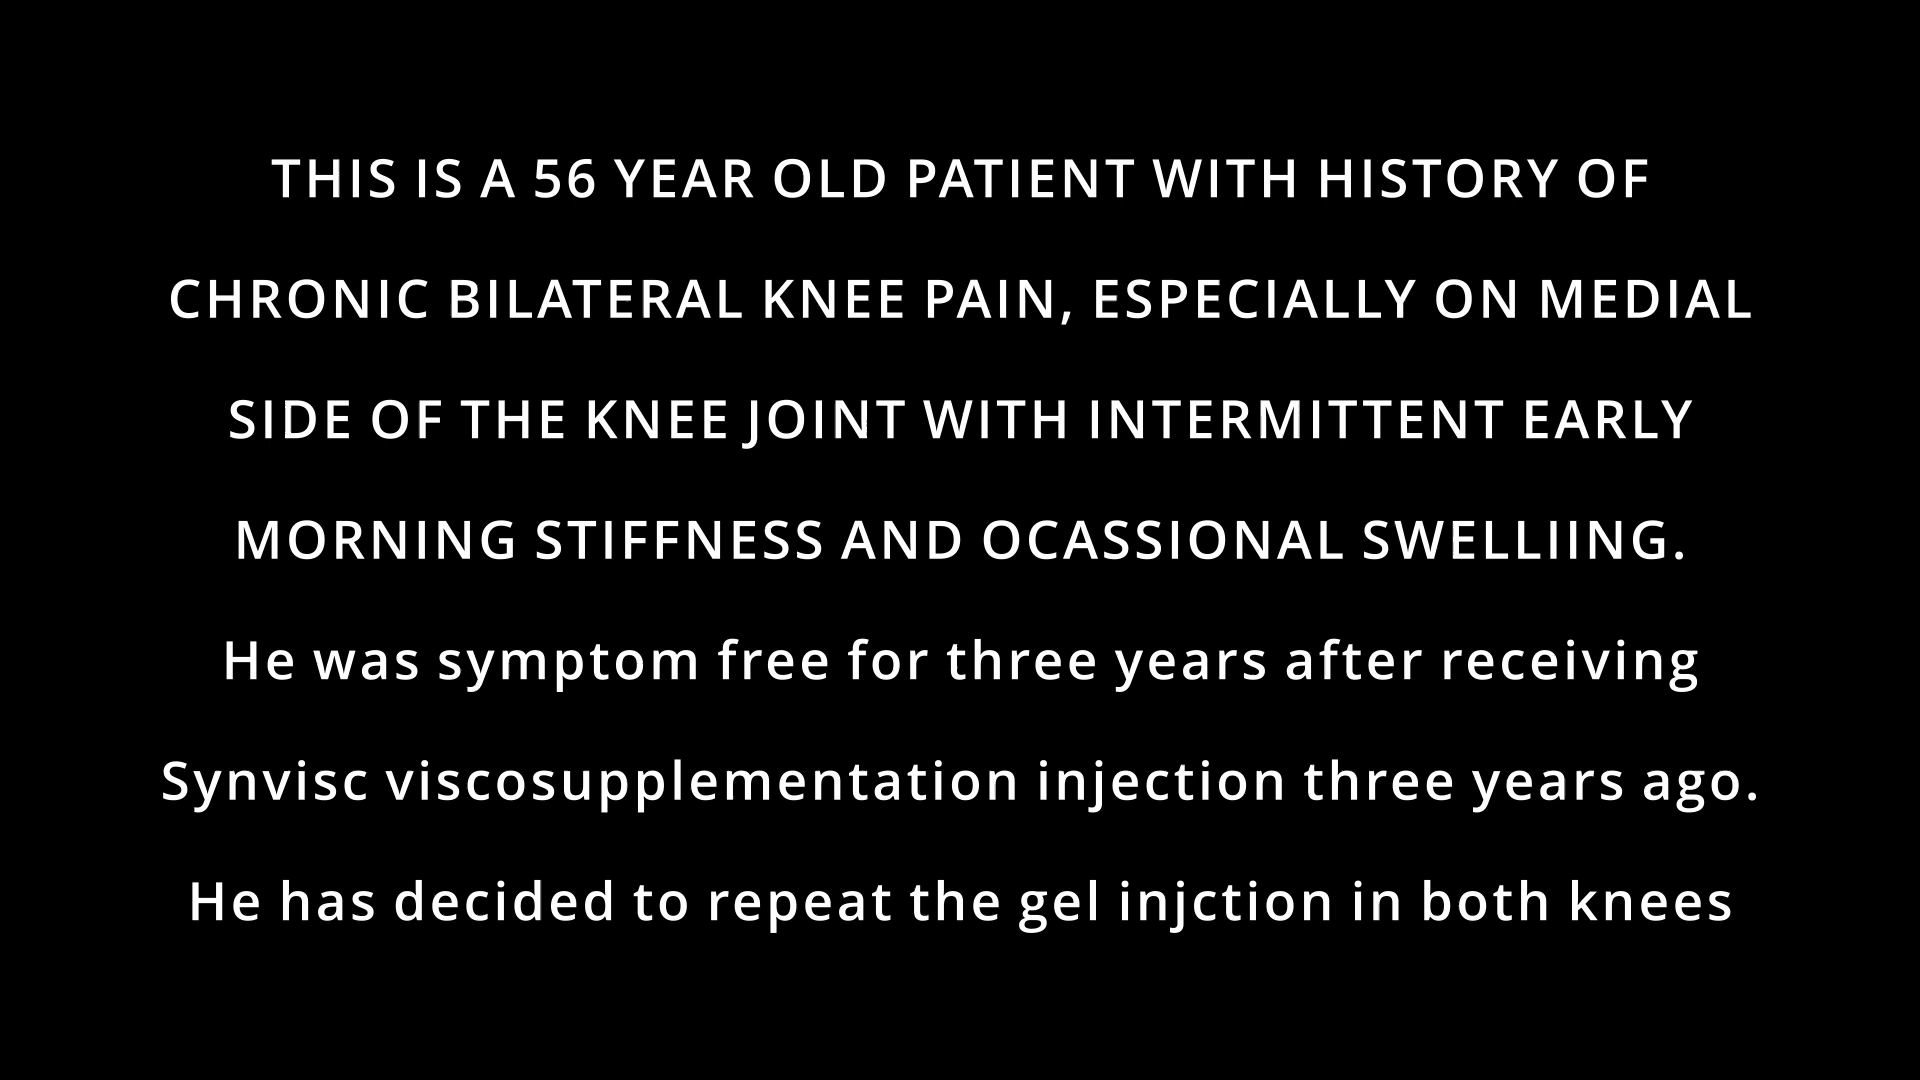 THIS IS A 56 YEAR OLD PATIENT WITH HISTORY OF
CHRONIC BILATERAL KNEE PAIN, ESPECIALLY ON MEDIAL
SIDE OF THE KNEE JOINT WITH INTERMITTENT EARLY
MORNING STIFFNESS AND OCASSIONAL SWELLIING.
He was symptom free for three years after receiving
Synvisc viscosupplementation injection three years ago.
He has decided to repeat the gel injction in both knees